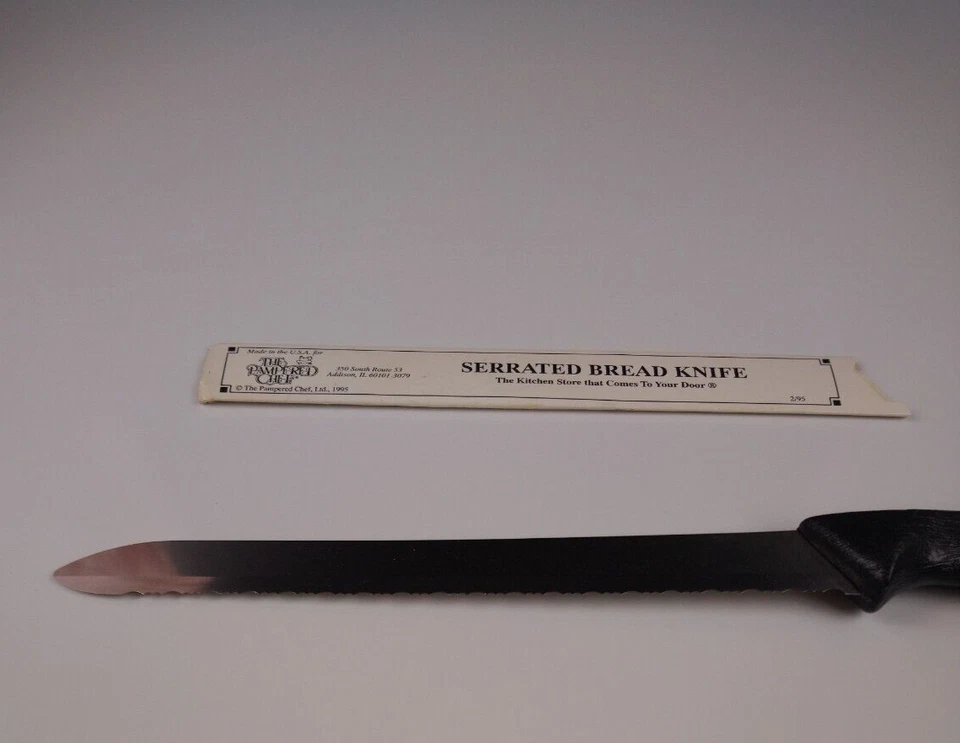 Made in the U.S.A. for
THE
PAMPERED
CHEF
© The Pampered Chef, Ltd., 1995
350 South Route 53
Addison, IL 60101-3079
SERRATED BREAD KNIFE
The Kitchen Store that Comes To Your Door ®
2/95